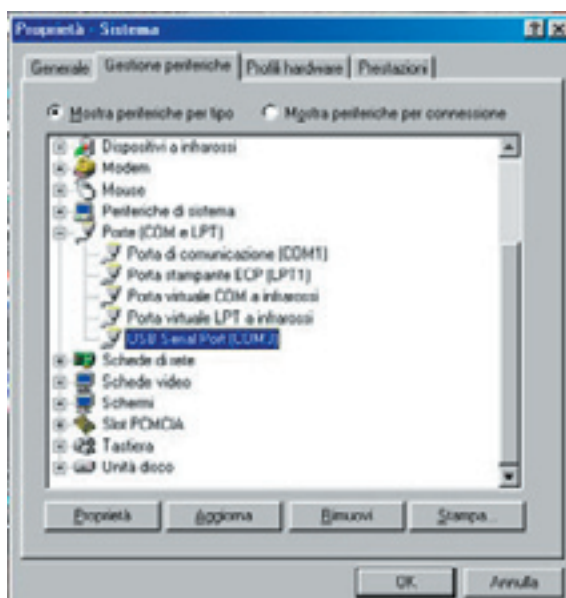 Proprietà - Sistema
Generale Gestione periferiche Profili hardware Prestazioni
Mostra periferiche per tipo Mostra periferiche per connessione
Dispositivi a infrarossi
Modem
Mouse
Periferiche di sistema
Porte (COM e LPT)
Porta di comunicazione (COM1)
Porta stampante ECP (LPT1)
Porta virtuale COM a infrarossi
Porta virtuale LPT a infrarossi
USB Serial Port
Schede di rete
Schede video
Schermi
Slot PCMCIA
Tastiera
Unità disco
Proprietà Aggiorna Rimuovi Stampa...
OK Annulla